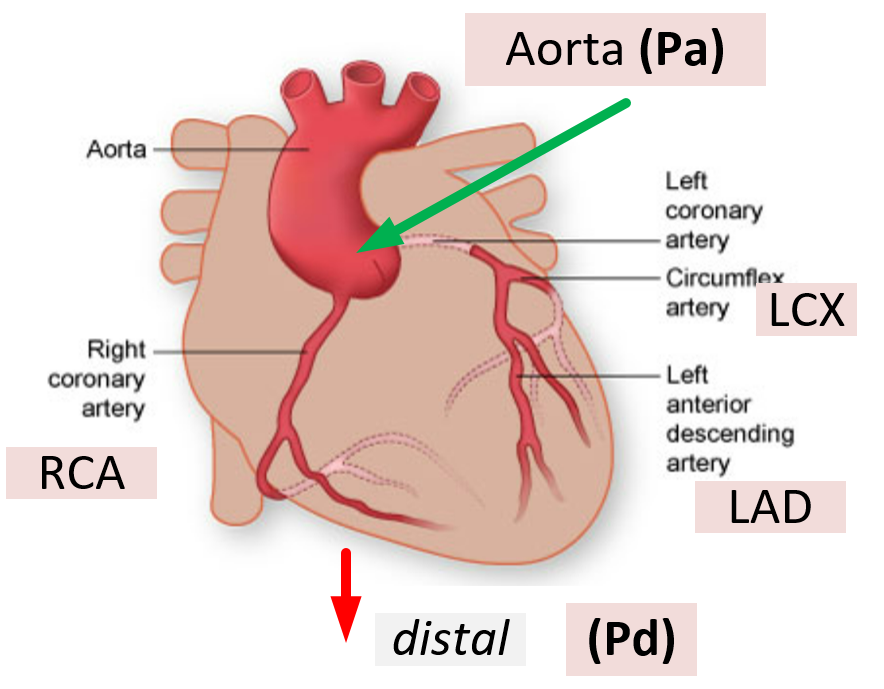 Aorta (Pa)
Aorta
Left
coronary
artery
Circumflex
artery
LCX
Right
coronary
artery
Left
anterior
descending
artery
RCA
LAD
distal
(Pd)